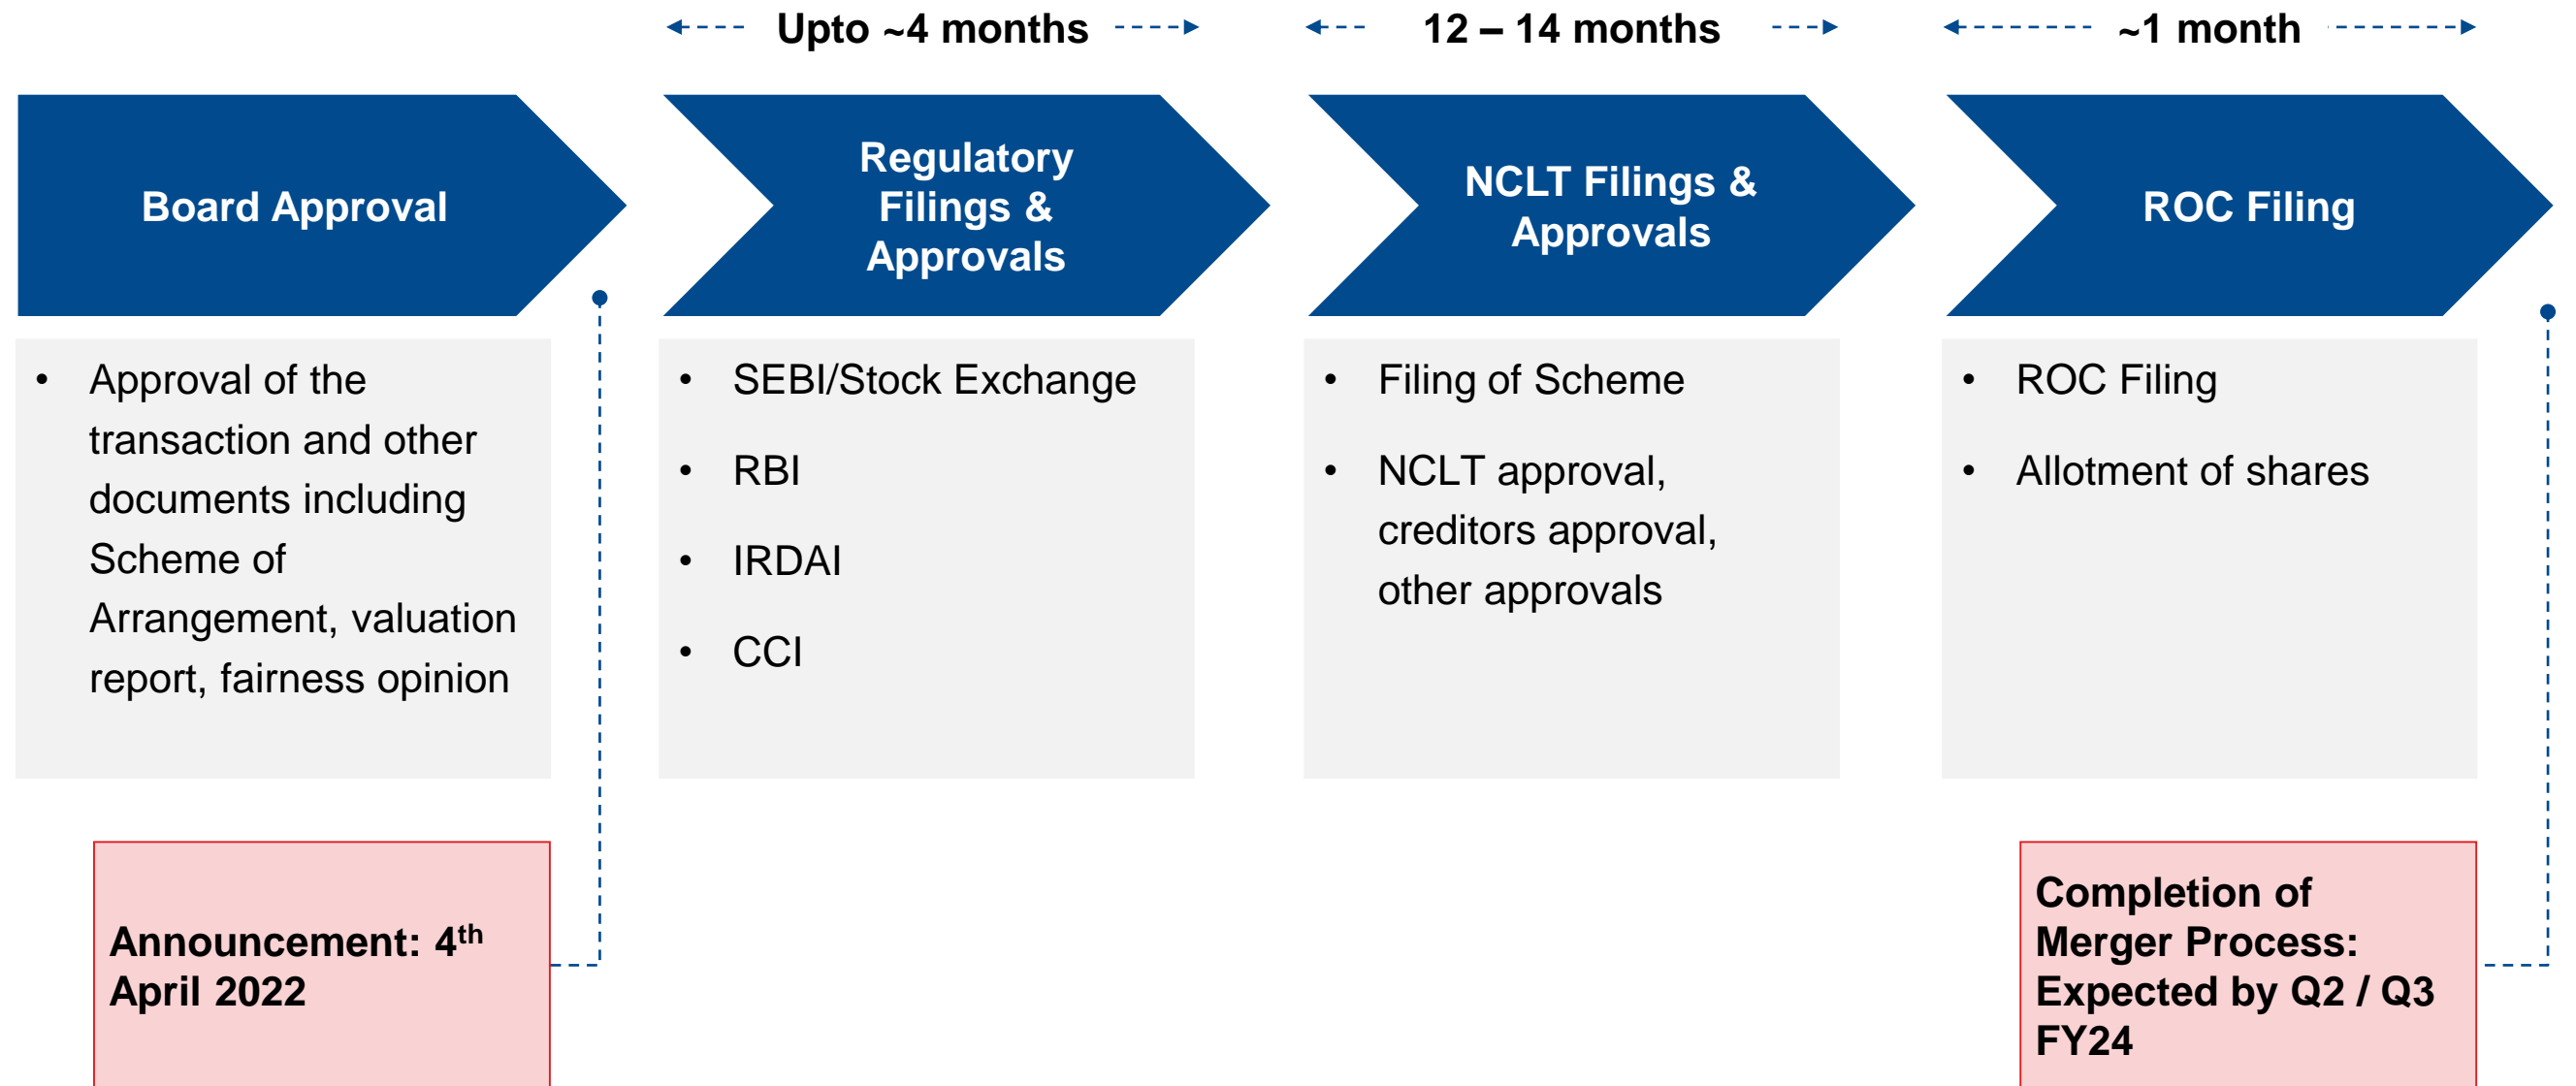 Upto ~4 months
12 – 14 months
~1 month
Board Approval
Regulatory
Filings &
Approvals
NCLT Filings &
Approvals
ROC Filing
• Approval of the
transaction and other
documents including
Scheme of
Arrangement, valuation
report, fairness opinion
• SEBI/Stock Exchange
• RBI
• IRDAI
• CCI
• Filing of Scheme
• NCLT approval,
creditors approval,
other approvals
• ROC Filing
• Allotment of shares
Announcement: 4th
April 2022
Completion of
Merger Process:
Expected by Q2 / Q3
FY24